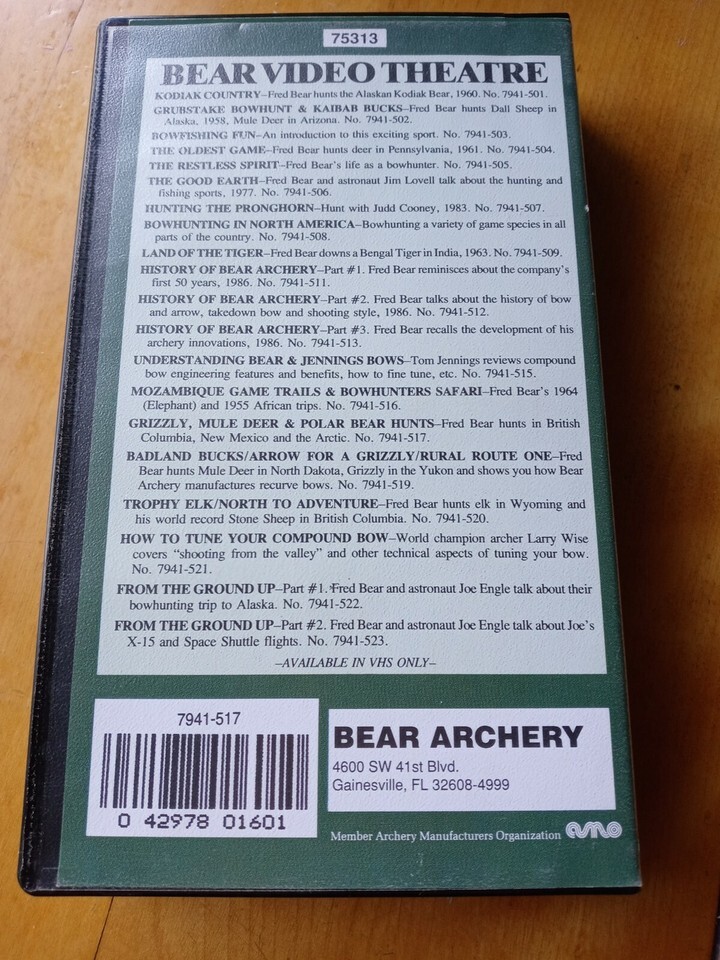 75313
BEAR VIDEO THEATRE
KODIAK COUNTRY–Fred Bear hunts the Alaskan Kodiak Bear, 1960. No. 7941-501.
GRUBSTAKE BOWHUNT & KAIBAB BUCKS–Fred Bear hunts Dall Sheep in
Alaska, 1958, Mule Deer in Arizona. No. 7941-502.
BOWFISHING FUN–An introduction to this exciting sport. No. 7941-503.
THE OLDEST GAME–Fred Bear hunts deer in Pennsylvania, 1961. No. 7941-504.
THE RESTLESS SPIRIT–Fred Bear's life as a bowhunter. No. 7941-505.
THE GOOD EARTH–Fred Bear and astronaut Jim Lovell talk about the hunting and
fishing sports, 1977. No. 7941-506.
HUNTING THE PRONGHORN–Hunt with Judd Cooney, 1983. No. 7941-507.
BOWHUNTING IN NORTH AMERICA–Bowhunting a variety of game species in all
parts of the country. No. 7941-508.
LAND OF THE TIGER–Fred Bear downs a Bengal Tiger in India, 1963. No. 7941-509.
HISTORY OF BEAR ARCHERY–Part #1. Fred Bear reminisces about the company's
first 50 years, 1986. No. 7941-511.
HISTORY OF BEAR ARCHERY–Part #2. Fred Bear talks about the history of bow
and arrow, takedown bow and shooting style, 1986. No. 7941-512.
HISTORY OF BEAR ARCHERY–Part #3. Fred Bear recalls the development of his
archery innovations, 1986. No. 7941-513.
UNDERSTANDING BEAR & JENNINGS BOWS–Tom Jennings reviews compound
bow engineering features and benefits, how to fine tune, etc. No. 7941-515.
MOZAMBIQUE GAME TRAILS & BOWHUNTERS SAFARI–Fred Bear's 1964
(Elephant) and 1955 African trips. No. 7941-516.
GRIZZLY, MULE DEER & POLAR BEAR HUNTS–Fred Bear hunts in British
Columbia, New Mexico and the Arctic. No. 7941-517.
BADLAND BUCKS/ARROW FOR A GRIZZLY/RURAL ROUTE ONE–Fred
Bear hunts Mule Deer in North Dakota, Grizzly in the Yukon and shows you how Bear
Archery manufactures recurve bows. No. 7941-519.
TROPHY ELK/NORTH TO ADVENTURE–Fred Bear hunts elk in Wyoming and
his world record Stone Sheep in British Columbia. No. 7941-520.
HOW TO TUNE YOUR COMPOUND BOW–World champion archer Larry Wise
covers “shooting from the valley” and other technical aspects of tuning your bow.
No. 7941-521.
FROM THE GROUND UP–Part #1. Fred Bear and astronaut Joe Engle talk about their
bowhunting trip to Alaska. No. 7941-522.
FROM THE GROUND UP–Part #2. Fred Bear and astronaut Joe Engle talk about Joe's
X-15 and Space Shuttle flights. No. 7941-523.
–AVAILABLE IN VHS ONLY–
7941-517
0 42978 01601
BEAR ARCHERY
4600 SW 41st Blvd.
Gainesville, FL 32608-4999
Member Archery Manufacturers Organization amo